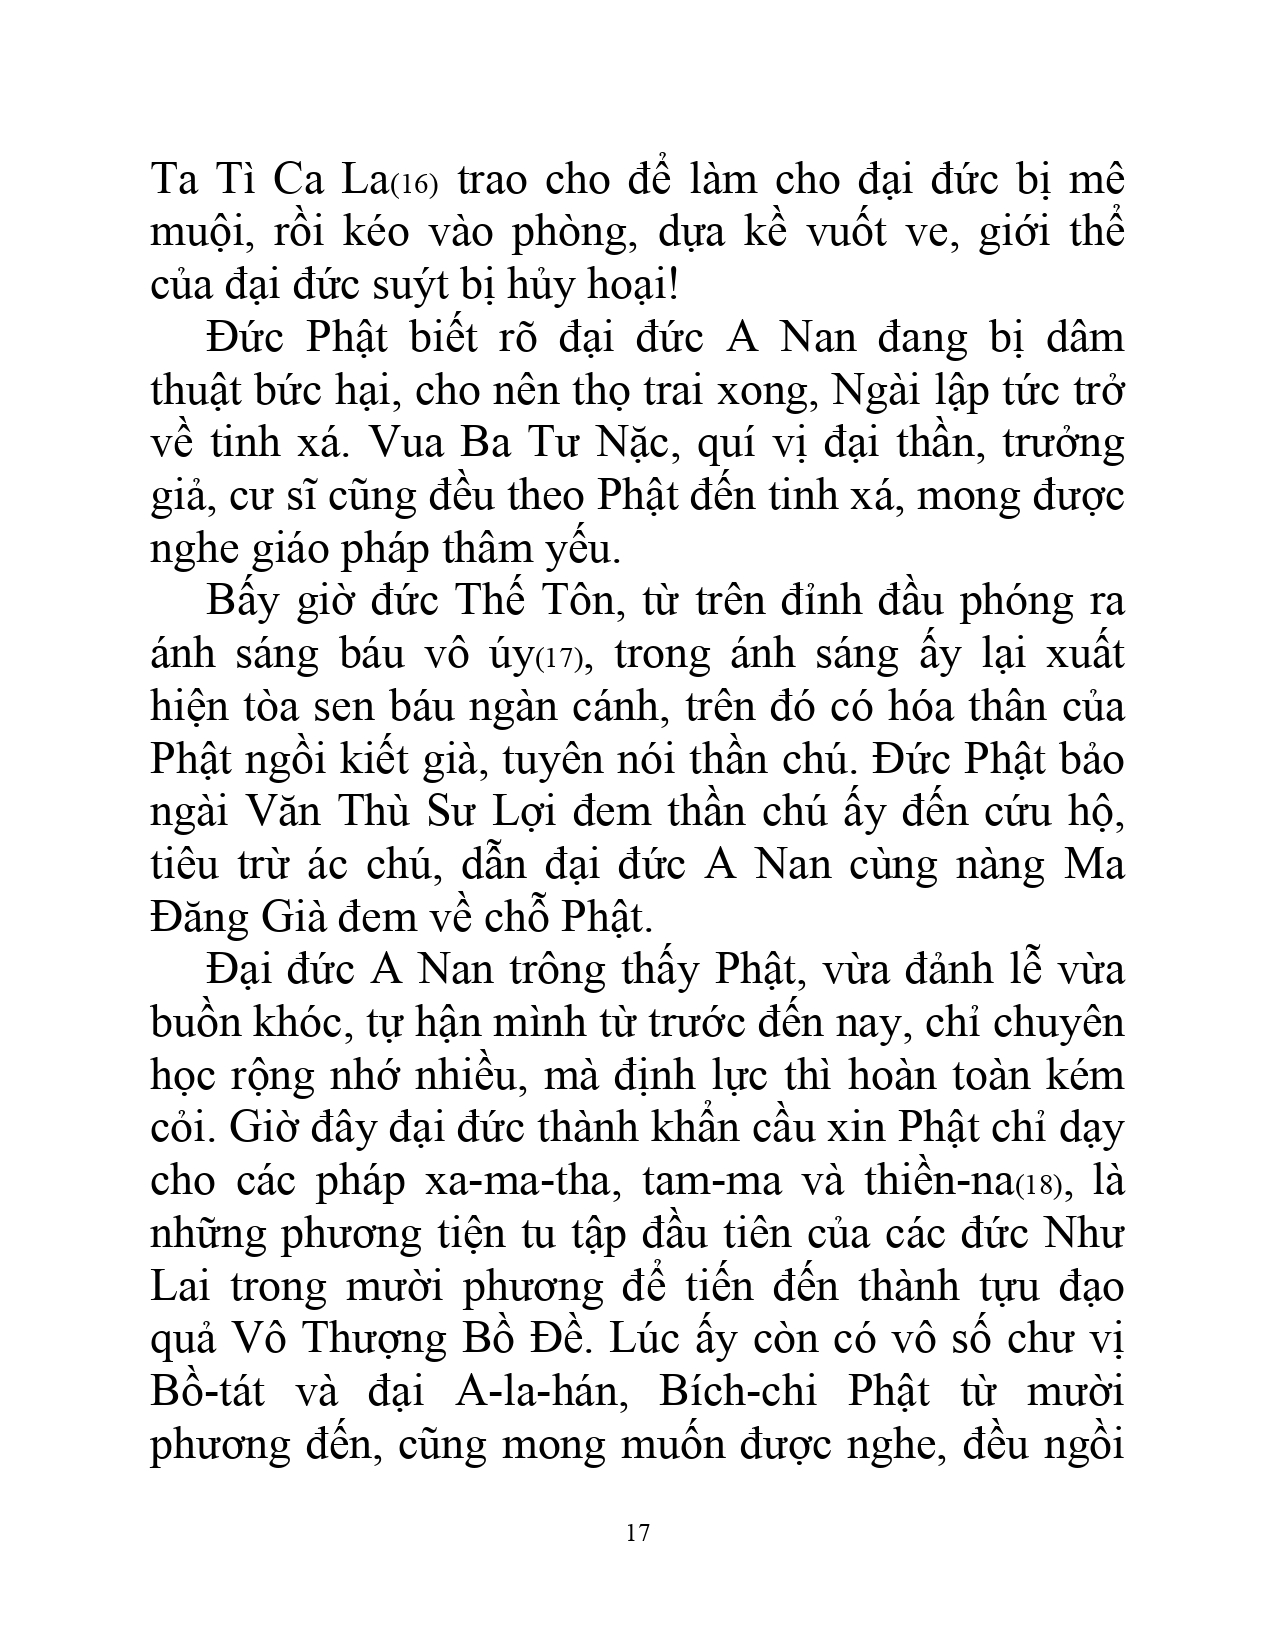 Ta Tì Ca La(16) trao cho để làm cho đại đức bị mê
muội, rồi kéo vào phòng, dựa kề vuốt ve, giới thể
của đại đức suýt bị hủy hoại!
Đức Phật biết rõ đại đức A Nan đang bị dâm
thuật bức hại, cho nên thọ trai xong, Ngài lập tức trở
về tinh xá. Vua Ba Tư Nặc, quí vị đại thần, trưởng
giả, cư sĩ cũng đều theo Phật đến tinh xá, mong được
nghe giáo pháp thâm yếu.
Bấy giờ đức Thế Tôn, từ trên đỉnh đầu phóng ra
ánh sáng báu vô úy(17), trong ánh sáng ấy lại xuất
hiện tòa sen báu ngàn cánh, trên đó có hóa thân của
Phật ngồi kiết già, tuyên nói thần chú. Đức Phật bảo
ngài Văn Thù Sư Lợi đem thần chú ấy đến cứu hộ,
tiêu trừ ác chú, dẫn đại đức A Nan cùng nàng Ma
Đăng Già đem về chỗ Phật.
Đại đức A Nan trông thấy Phật, vừa đảnh lễ vừa
buồn khóc, tự hận mình từ trước đến nay, chỉ chuyên
học rộng nhớ nhiều, mà định lực thì hoàn toàn kém
cỏi. Giờ đây đại đức thành khẩn cầu xin Phật chỉ dạy
cho các pháp xa-ma-tha, tam-ma và thiền-na(18), là
những phương tiện tu tập đầu tiên của các đức Như
Lai trong mười phương để tiến đến thành tựu đạo
quả Vô Thượng Bồ Đề. Lúc ấy còn có vô số chư vị
Bồ-tát và đại A-la-hán, Bích-chi Phật từ mười
phương đến, cũng mong muốn được nghe, đều ngồi
17